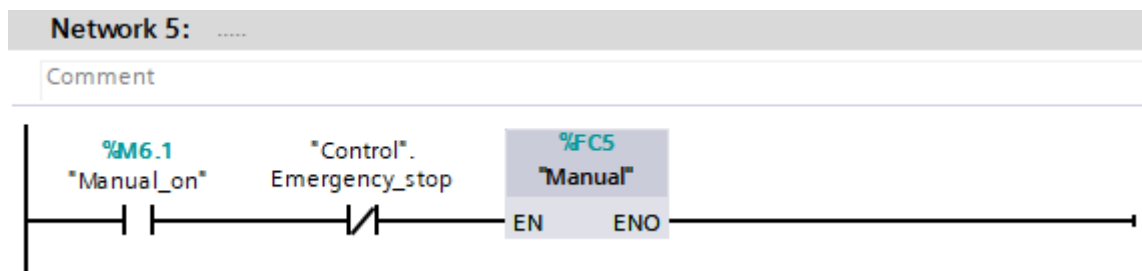 Network 5: .....
Comment
%M6.1
"Manual_on"
"Control".
Emergency_stop
%FC5
"Manual"
EN ENO